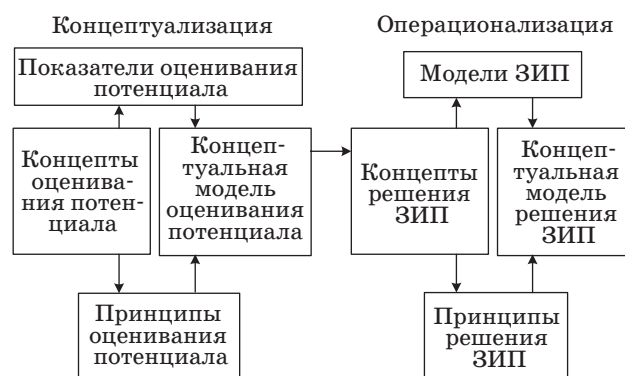 Концептуализация
Показатели оценивания
потенциала
Концепты
оценива-
ния потен-
циала
Концеп-
туальная
модель
оценивания
потенциала
Принципы
оценивания
потенциала
Операционализация
Модели ЗИП
Концепты
решения
ЗИП
Концеп-
туальная
модель
решения
ЗИП
Принципы
решения
ЗИП